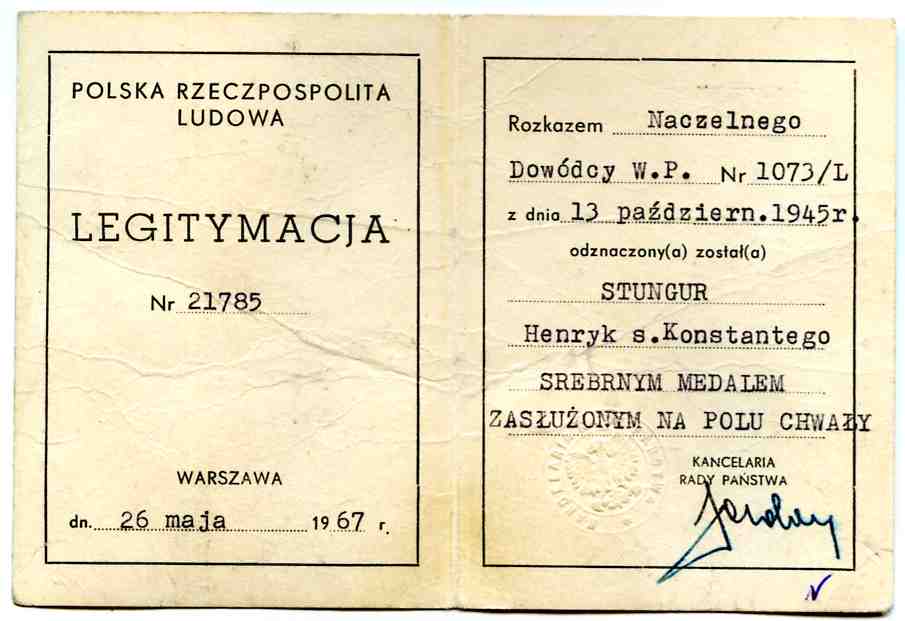 POLSKA RZECZPOSPOLITA
LUDOWA
LEGITYMACJA
Nr 21785
WARSZAWA
dn. 26 maja 1967 r.
Rozkazem Naczelnego
Dowódcy W.P. Nr 1073/L
z dnia 13 październ.1945r.
odznaczony(a) został(a)
STUNGUR
Henryk s.Konstantego
SREBRNYM MEDALEM
ZASŁUŻONYM NA POLU CHWAŁY
KANCELARIA
RADY PAŃSTWA